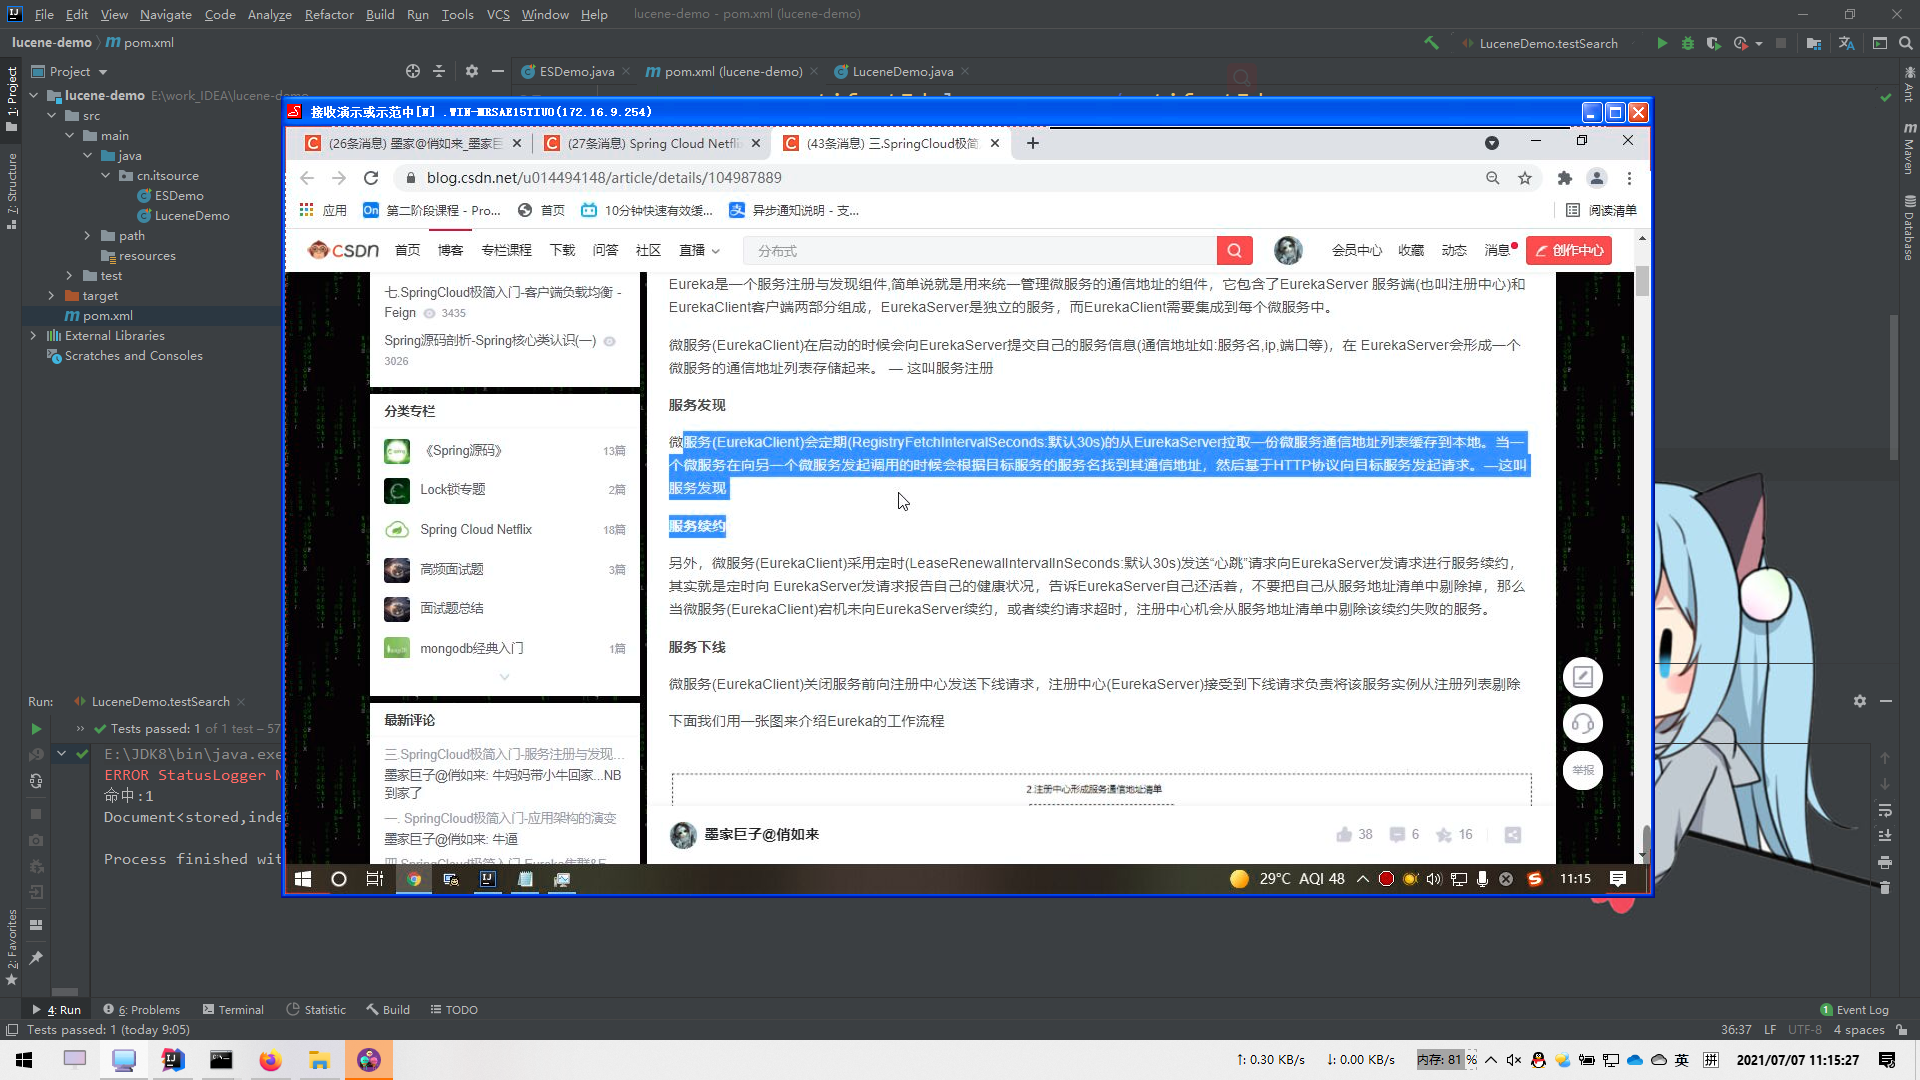 File Edit View Navigate Code Analyze Refactor Build Run Tools VCS Window Help lucene-demo - pom.xml (lucene-demo)
lucene-demo pom.xml LuceneDemo.testSearch
Project ESDemo.java pom.xml (lucene-demo) LuceneDemo.java
1: Project
7: Structure
2: Favorites
Ant
Maven
Database
lucene-demo E:\work_IDEA\lucene-demo
src
main
java
cn.itsource
ESDemo
LuceneDemo
path
resources
test
target
pom.xml
External Libraries
Scratches and Consoles
接收演示或示范中[W] .WIN-MRSAE15TIUO(172.16.9.254)
(26条消息) 墨家@俏如来_墨家巨 (27条消息) Spring Cloud Netfli (43条消息) 三.SpringCloud极简
blog.csdn.net/u014494148/article/details/104987889
应用 第二阶段课程 - Pro... 首页 10分钟快速有效缓... 异步通知说明 - 支... 阅读清单
CSDN 首页 博客 专栏课程 下载 问答 社区 直播 分布式 会员中心 收藏 动态 消息 创作中心
七.SpringCloud极简入门-客户端负载均衡 -
Feign 3435
Spring源码剖析-Spring核心类认识(一)
3026
分类专栏
《Spring源码》 13篇
Lock锁专题 2篇
Spring Cloud Netflix 18篇
高频面试题 3篇
面试题总结
mongodb经典入门 1篇
最新评论
三.SpringCloud极简入门-服务注册与发现...
墨家巨子@俏如来: 牛妈妈带小牛回家...NB
到家了
一. SpringCloud极简入门-应用架构的演变
墨家巨子@俏如来: 牛逼
四.SpringCloud极简入门-Eureka集群&E
Eureka是一个服务注册与发现组件,简单说就是用来统一管理微服务的通信地址的组件，它包含了EurekaServer 服务端(也叫注册中心)和
EurekaClient客户端两部分组成，EurekaServer是独立的服务，而EurekaClient需要集成到每个微服务中。
微服务(EurekaClient)在启动的时候会向EurekaServer提交自己的服务信息(通信地址如:服务名,ip,端口等)，在 EurekaServer会形成一个
微服务的通信地址列表存储起来。 — 这叫服务注册
服务发现
微服务(EurekaClient)会定期(RegistryFetchIntervalSeconds:默认30s)的从EurekaServer拉取一份微服务通信地址列表缓存到本地。当一
个微服务在向另一个微服务发起调用的时候会根据目标服务的服务名找到其通信地址，然后基于HTTP协议向目标服务发起请求。—这叫
服务发现
服务续约
另外，微服务(EurekaClient)采用定时(LeaseRenewalIntervalInSeconds:默认30s)发送“心跳”请求向EurekaServer发请求进行服务续约，
其实就是定时向 EurekaServer发请求报告自己的健康状况，告诉EurekaServer自己还活着，不要把自己从服务地址清单中剔除掉，那么
当微服务(EurekaClient)宕机未向EurekaServer续约，或者续约请求超时，注册中心机会从服务地址清单中剔除该续约失败的服务。
服务下线
微服务(EurekaClient)关闭服务前向注册中心发送下线请求，注册中心(EurekaServer)接受到下线请求负责将该服务实例从注册列表剔除
下面我们用一张图来介绍Eureka的工作流程
2.注册中心形成服务通信地址清单
举报
墨家巨子@俏如来 38 6 16
29°C AQI 48 11:15
Run: LuceneDemo.testSearch
Tests passed: 1 of 1 test – 57
E:\JDK8\bin\java.exe
ERROR StatusLogger N
命中:1
Document<stored,inde
Process finished wit
4: Run 6: Problems Terminal Statistic Build TODO 1 Event Log
Tests passed: 1 (today 9:05) 36:37 LF UTF-8 4 spaces
↑: 0.30 KB/s ↓: 0.00 KB/s 内存: 81 % 英 拼 2021/07/07 11:15:27